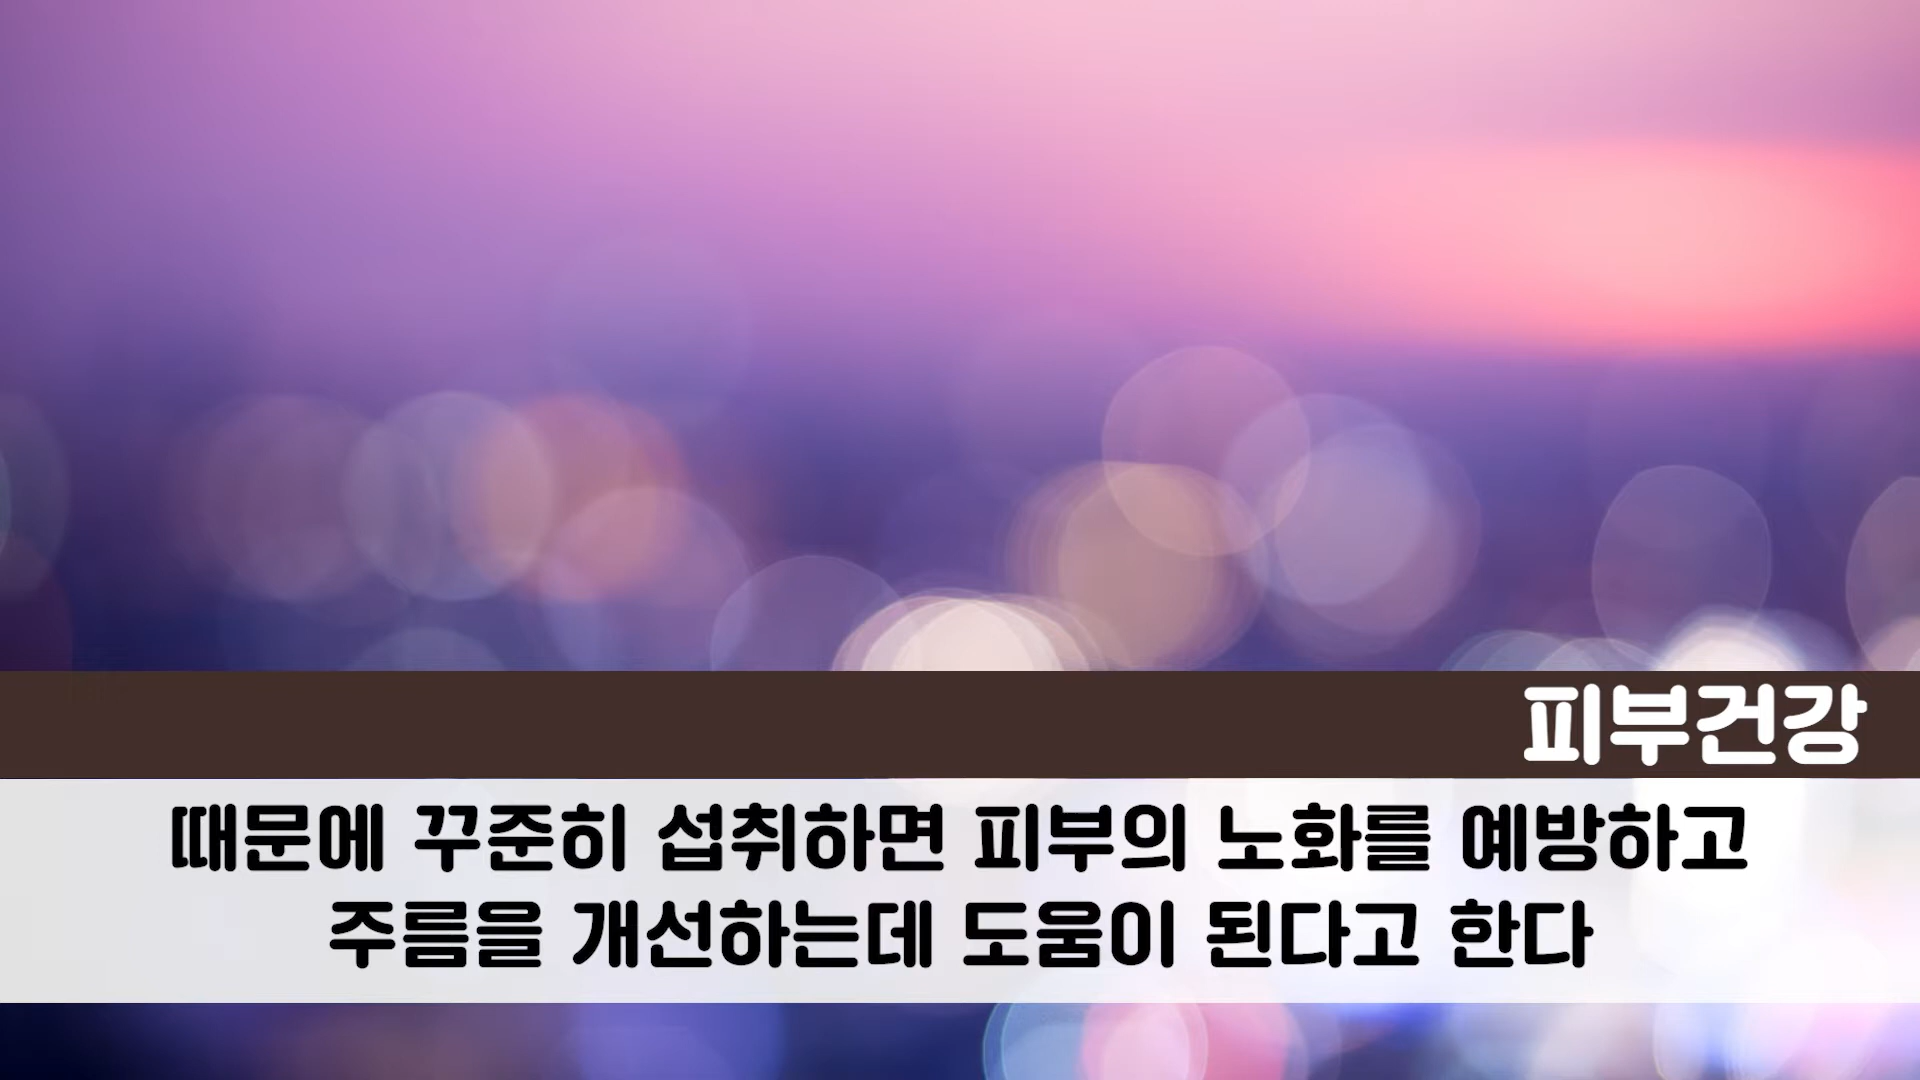 피부건강
때문에 꾸준히 섭취하면 피부의 노화를 예방하고
주름을 개선하는데 도움이 된다고 한다